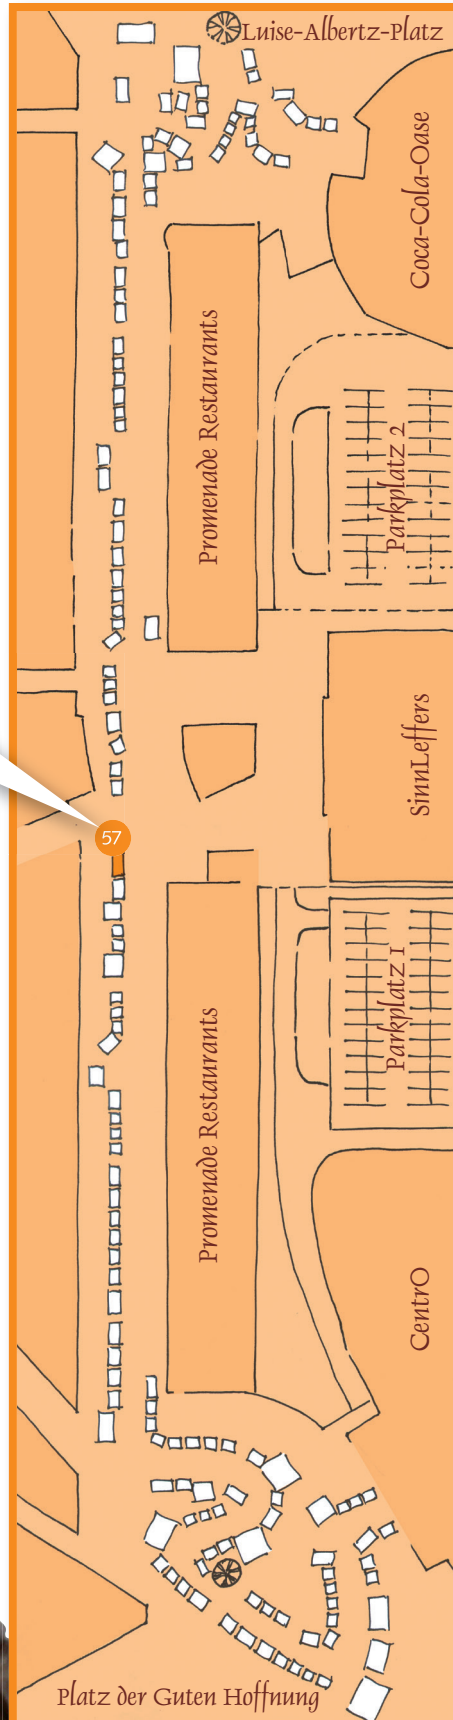 Luise-Albertz-Platz
Coca-Cola-Oase
Promenade Restaurants
Parkplatz 2
SinnLeffers
57
Parkplatz 1
Promenade Restaurants
CentrO
Platz der Guten Hoffnung